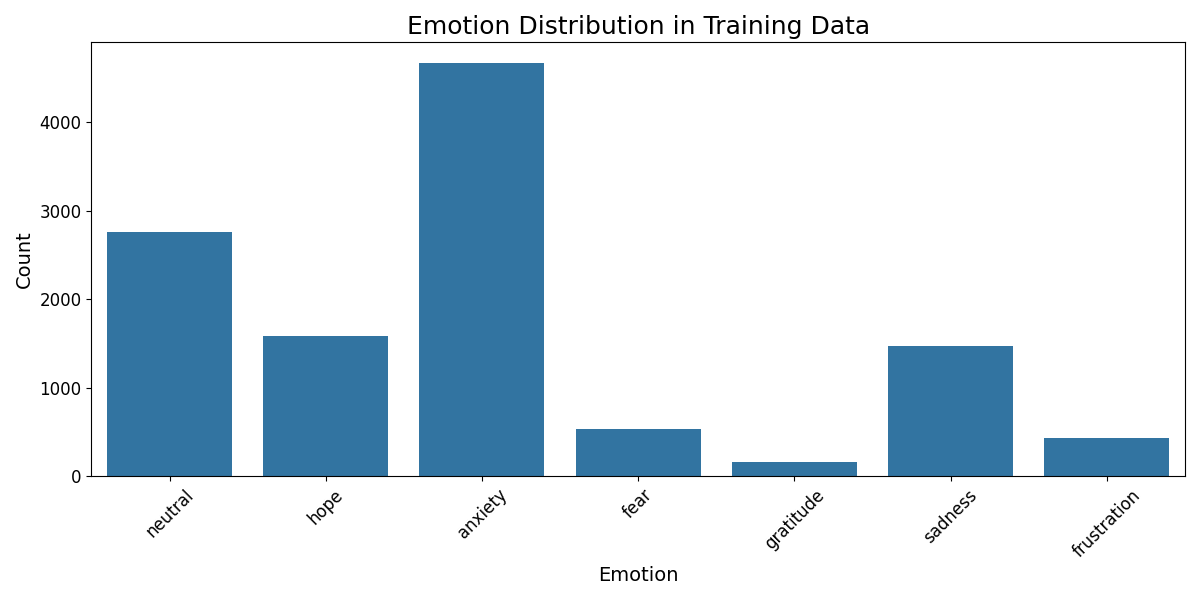 Emotion Distribution in Training Data
Count
4000
3000
2000
1000
0
neutral
hope
anxiety
fear
gratitude
sadness
frustration
Emotion